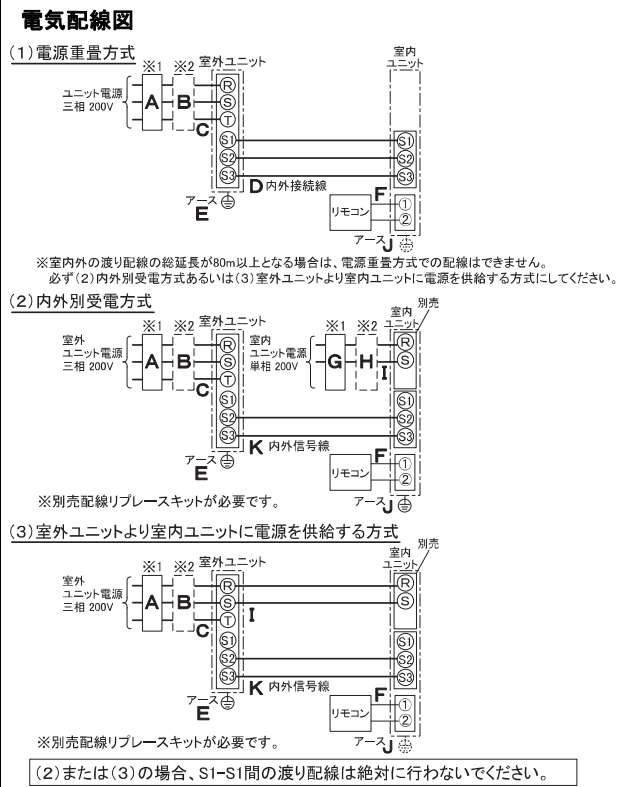 電気配線図
(1)電源重畳方式
※1 ※2 室外ユニット
室内
ユニット
ユニット電源
三相 200V
A B R
S
C T
S1 S1
S2 S2
S3 S3
D 内外接続線
アース
E
リモコン F ①
②
アース J
※室内外の渡り配線の総延長が80m以上となる場合は、電源重畳方式での配線はできません。
必ず(2)内外別受電方式あるいは(3)室外ユニットより室内ユニットに電源を供給する方式にしてください。
(2)内外別受電方式
※1 ※2 室外ユニット
※1 ※2 室内
ユニット
別売
室外
ユニット電源
三相 200V
A B R
S
C T
室内
ユニット電源
単相 200V
G H R
I S
S1 S1
S2 S2
S3 S3
K 内外信号線
アース
E
リモコン F ①
②
アース J
※別売配線リプレースキットが必要です。
(3)室外ユニットより室内ユニットに電源を供給する方式
※1 ※2 室外ユニット
室内
ユニット
別売
室外
ユニット電源
三相 200V
A B R R
S I S
C T
S1 S1
S2 S2
S3 S3
K 内外信号線
アース
E
リモコン F ①
②
アース J
※別売配線リプレースキットが必要です。
(2)または(3)の場合、S1-S1間の渡り配線は絶対に行わないでください。